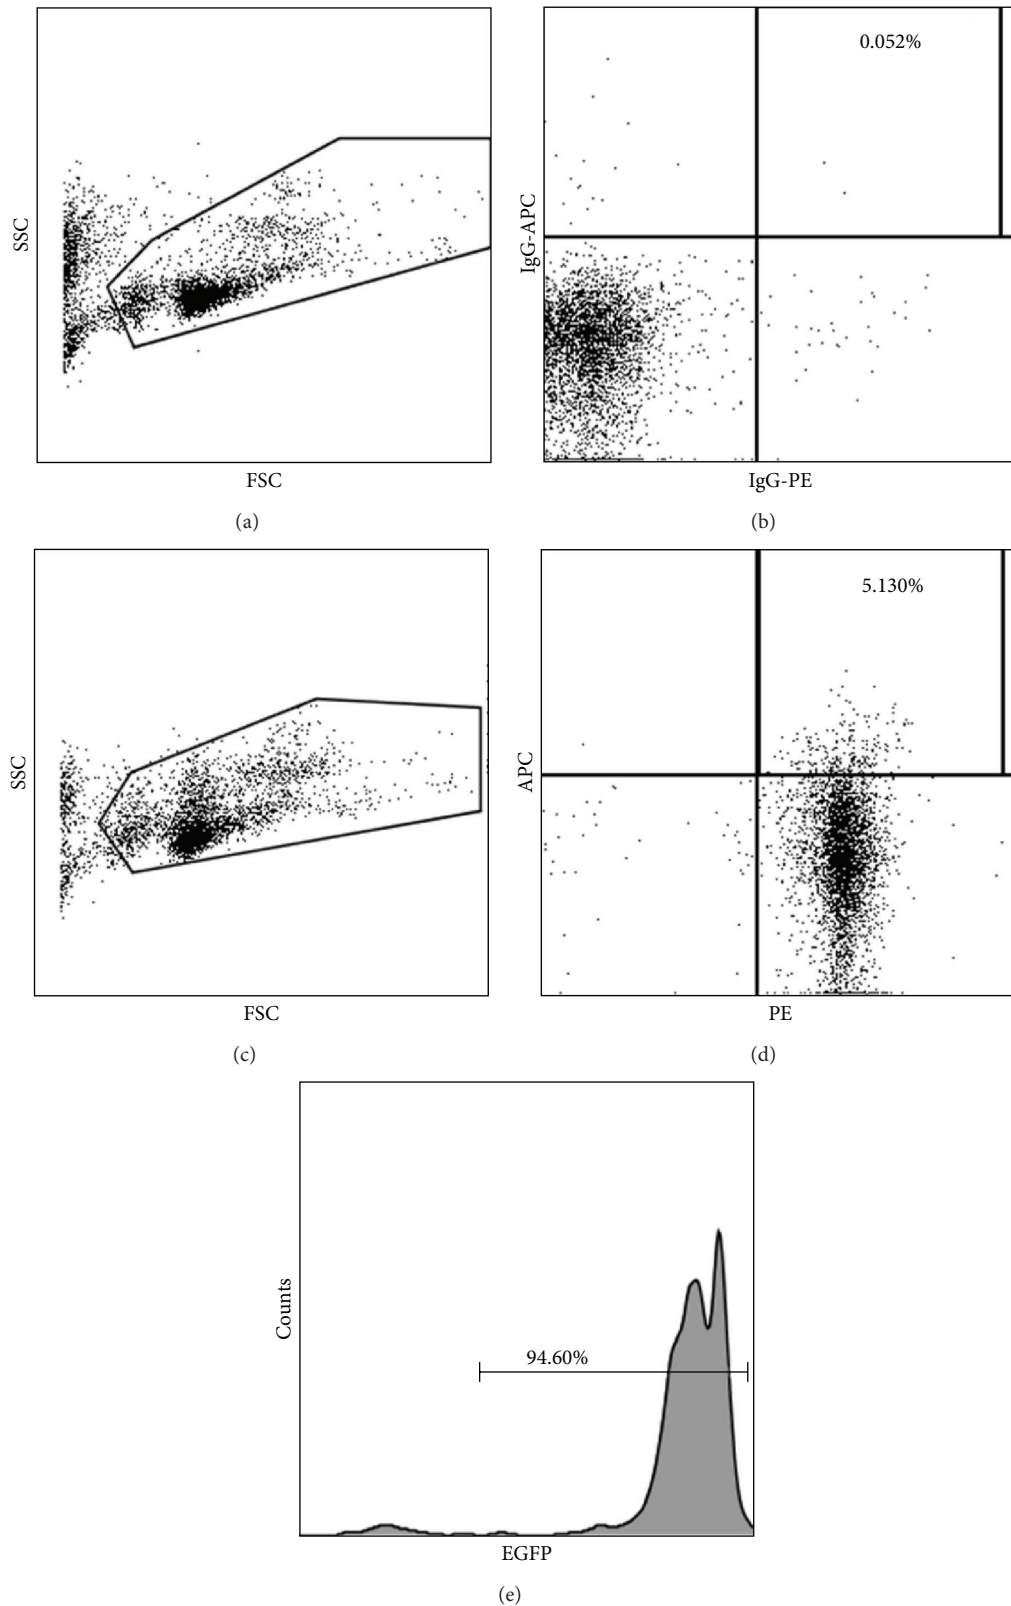 SSC
FSC
(a)
0.052%
IgG-APC
IgG-PE
(b)
SSC
FSC
(c)
5.130%
APC
PE
(d)
Counts
94.60%
EGFP
(e)